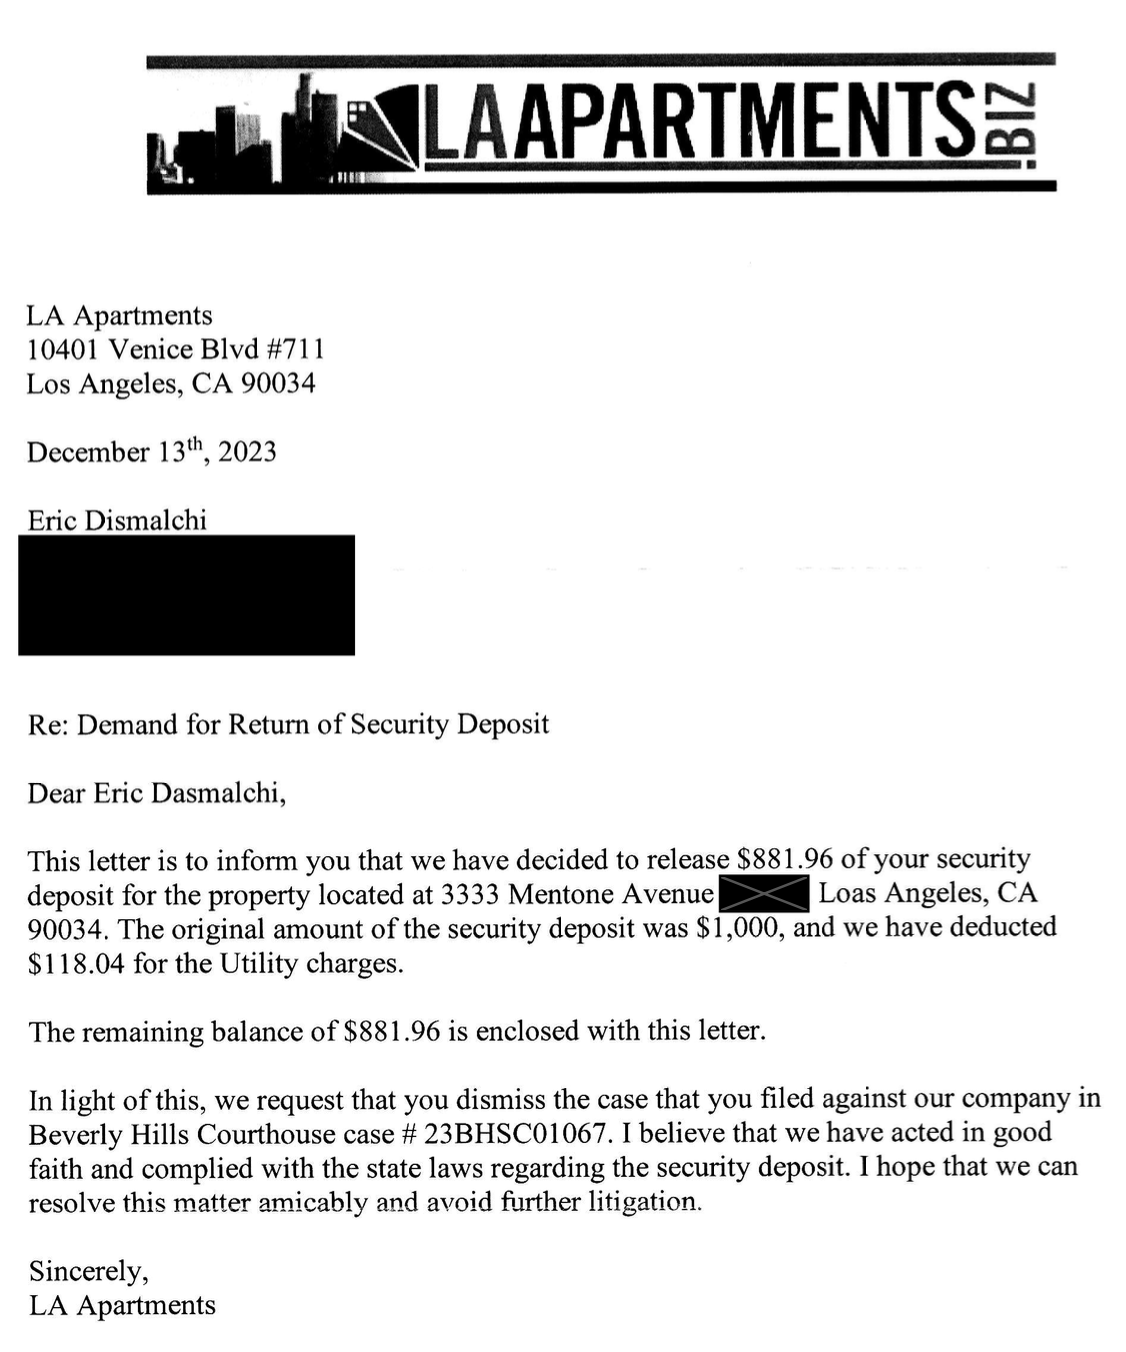 LA APARTMENTS .BIZ
LA Apartments
10401 Venice Blvd #711
Los Angeles, CA 90034
December 13th, 2023
Eric Dismalchi
Re: Demand for Return of Security Deposit
Dear Eric Dasmalchi,
This letter is to inform you that we have decided to release $881.96 of your security
deposit for the property located at 3333 Mentone Avenue Loas Angeles, CA
90034. The original amount of the security deposit was $1,000, and we have deducted
$118.04 for the Utility charges.
The remaining balance of $881.96 is enclosed with this letter.
In light of this, we request that you dismiss the case that you filed against our company in
Beverly Hills Courthouse case # 23BHSC01067. I believe that we have acted in good
faith and complied with the state laws regarding the security deposit. I hope that we can
resolve this matter amicably and avoid further litigation.
Sincerely,
LA Apartments